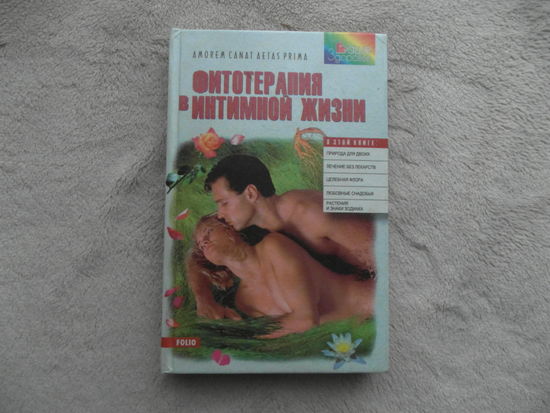 AMOREM CANAT AETAS PRIMA
Здоровье
ФИТОТЕРАПИЯ
В ИНТИМНОЙ ЖИЗНИ
В ЭТОЙ КНИГЕ
ПРИРОДА ДЛЯ ДВОИХ
ЛЕЧЕНИЕ БЕЗ ЛЕКАРСТВ
ЦЕЛЕБНАЯ ФЛОРА
ЛЮБОВНЫЕ СНАДОБЬЯ
РАСТЕНИЯ
И ЗНАКИ ЗОДИАКА
FOLIO